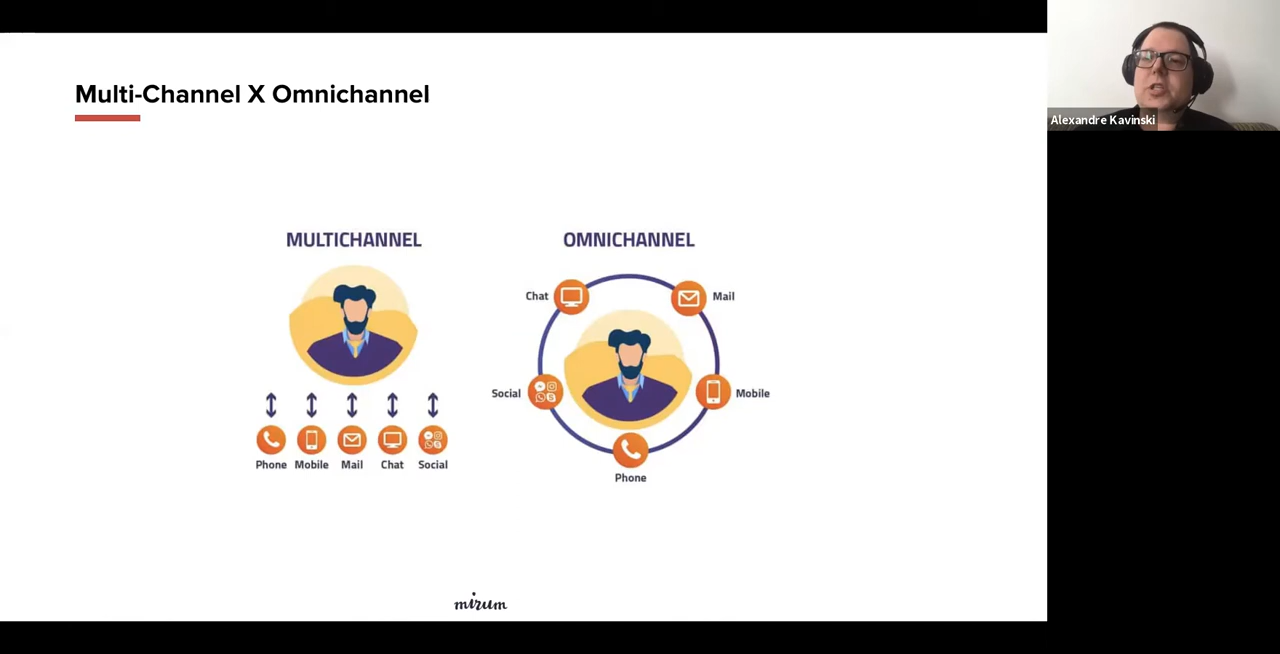 Multi-Channel X Omnichannel
Alexandre Kavinski
MULTICHANNEL
Phone
Mobile
Mail
Chat
Social
OMNICHANNEL
Chat
Mail
Social
Mobile
Phone
mirum